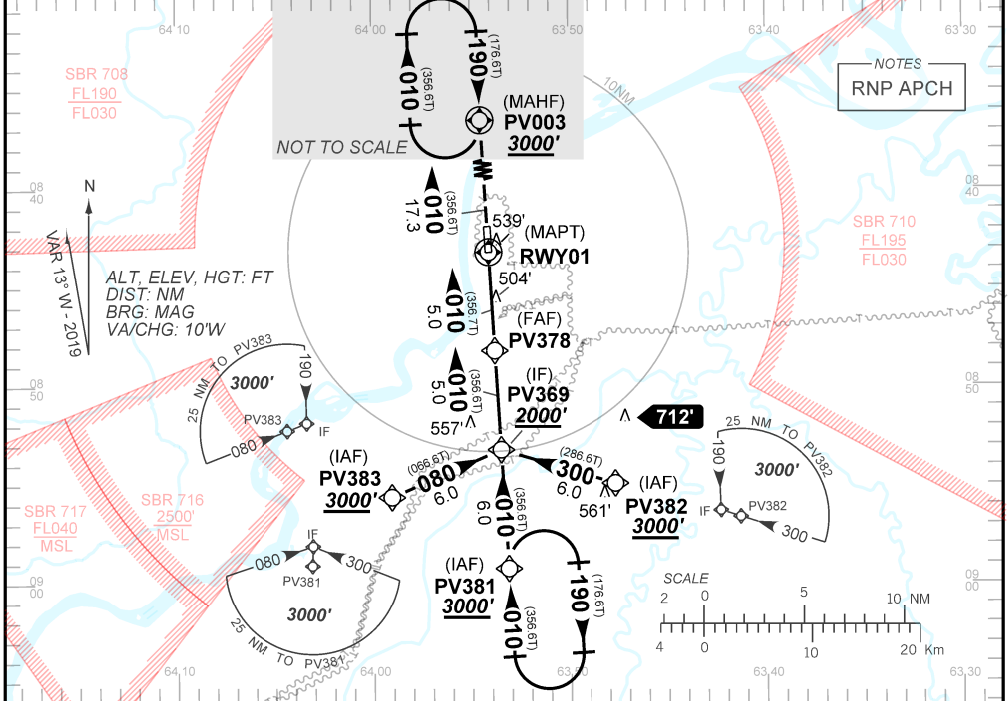 64 10
64 00
63 50
63 40
63 30
SBR 708
FL190
FL030
190
(176.6T)
010
(356.6T)
(MAHF)
PV003
3000'
NOT TO SCALE
10NM
NOTES
RNP APCH
08
40
08
40
N
VAR 13° W - 2019
ALT, ELEV, HGT: FT
DIST: NM
BRG: MAG
VA/CHG: 10'W
010
(356.6T)
17.3
539'
(MAPT)
RWY01
504'
SBR 710
FL195
FL030
010
(356.7T)
5.0
(FAF)
PV378
010
(356.6T)
5.0
(IF)
PV369
2000'
557'
712'
08
50
08
50
25 NM TO PV383
3000'
190
PV383
IF
080
(IAF)
PV383
3000'
(066.6T)
080
6.0
(286.6T)
300
6.0
561'
(IAF)
PV382
3000'
25 NM TO PV382
190
3000'
IF
PV382
300
SBR 717
FL040
MSL
SBR 716
2500'
MSL
010
(356.6T)
6.0
IF
080
300
PV381
3000'
25 NM TO PV381
(IAF)
PV381
3000'
010
(356.6T)
190
(176.6T)
09
00
09
00
SCALE
2 0 5 10 NM
4 0 10 20 Km
64 10
64 00
63 50
63 40
63.30